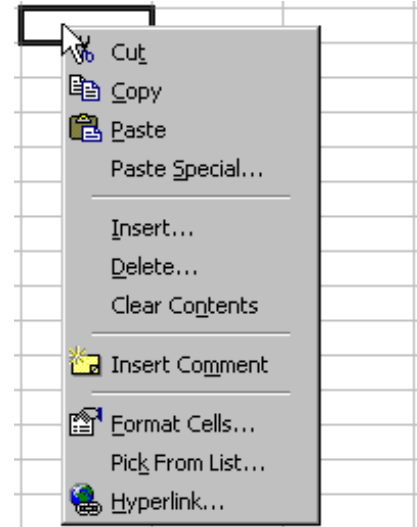 Cut
Copy
Paste
Paste Special...
Insert...
Delete...
Clear Contents
Insert Comment
Format Cells...
Pick From List...
Hyperlink...